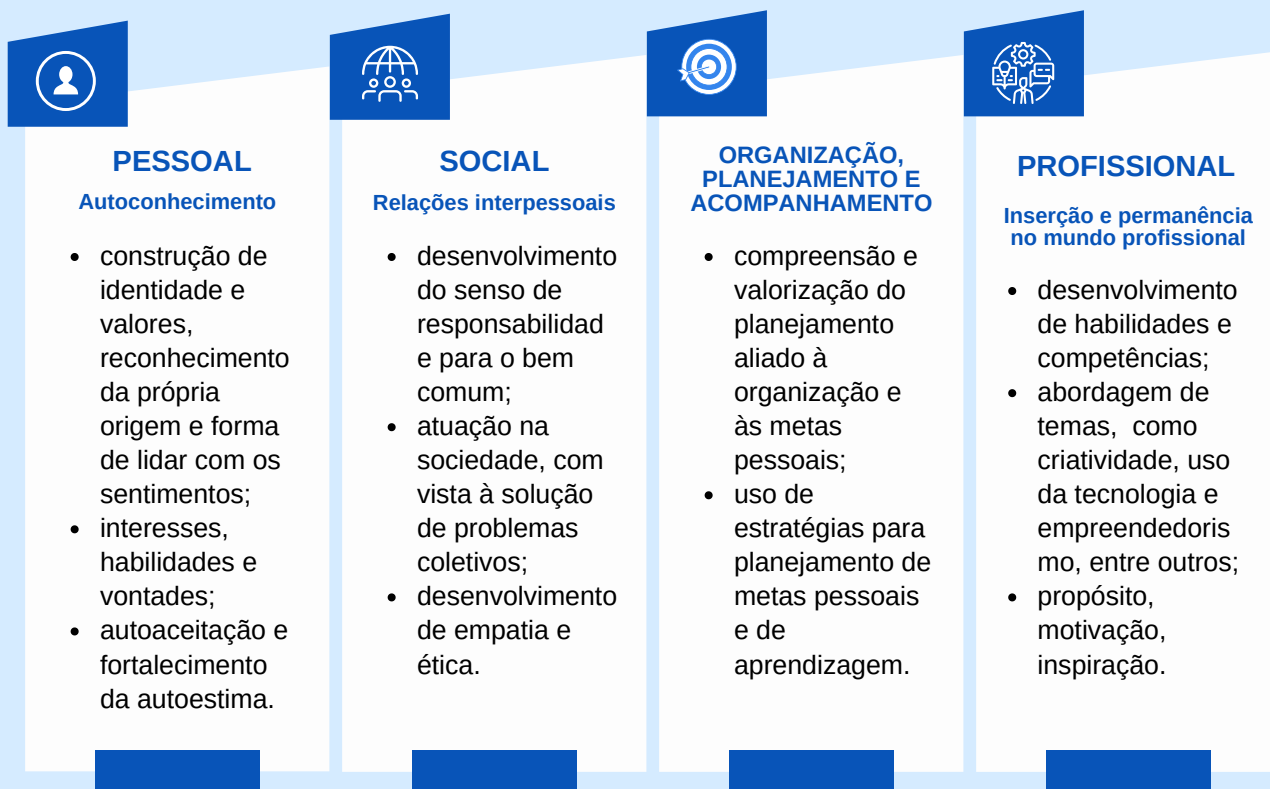 PESSOAL
Autoconhecimento
• construção de
identidade e
valores,
reconhecimento
da própria
origem e forma
de lidar com os
sentimentos;
• interesses,
habilidades e
vontades;
• autoaceitação e
fortalecimento
da autoestima.
SOCIAL
Relações interpessoais
• desenvolvimento
do senso de
responsabilidad
e para o bem
comum;
• atuação na
sociedade, com
vista à solução
de problemas
coletivos;
• desenvolvimento
de empatia e
ética.
ORGANIZAÇÃO,
PLANEJAMENTO E
ACOMPANHAMENTO
• compreensão e
valorização do
planejamento
aliado à
organização e
às metas
pessoais;
• uso de
estratégias para
planejamento de
metas pessoais
e de
aprendizagem.
PROFISSIONAL
Inserção e permanência
no mundo profissional
• desenvolvimento
de habilidades e
competências;
• abordagem de
temas,  como
criatividade, uso
da tecnologia e
empreendedoris
mo, entre outros;
• propósito,
motivação,
inspiração.